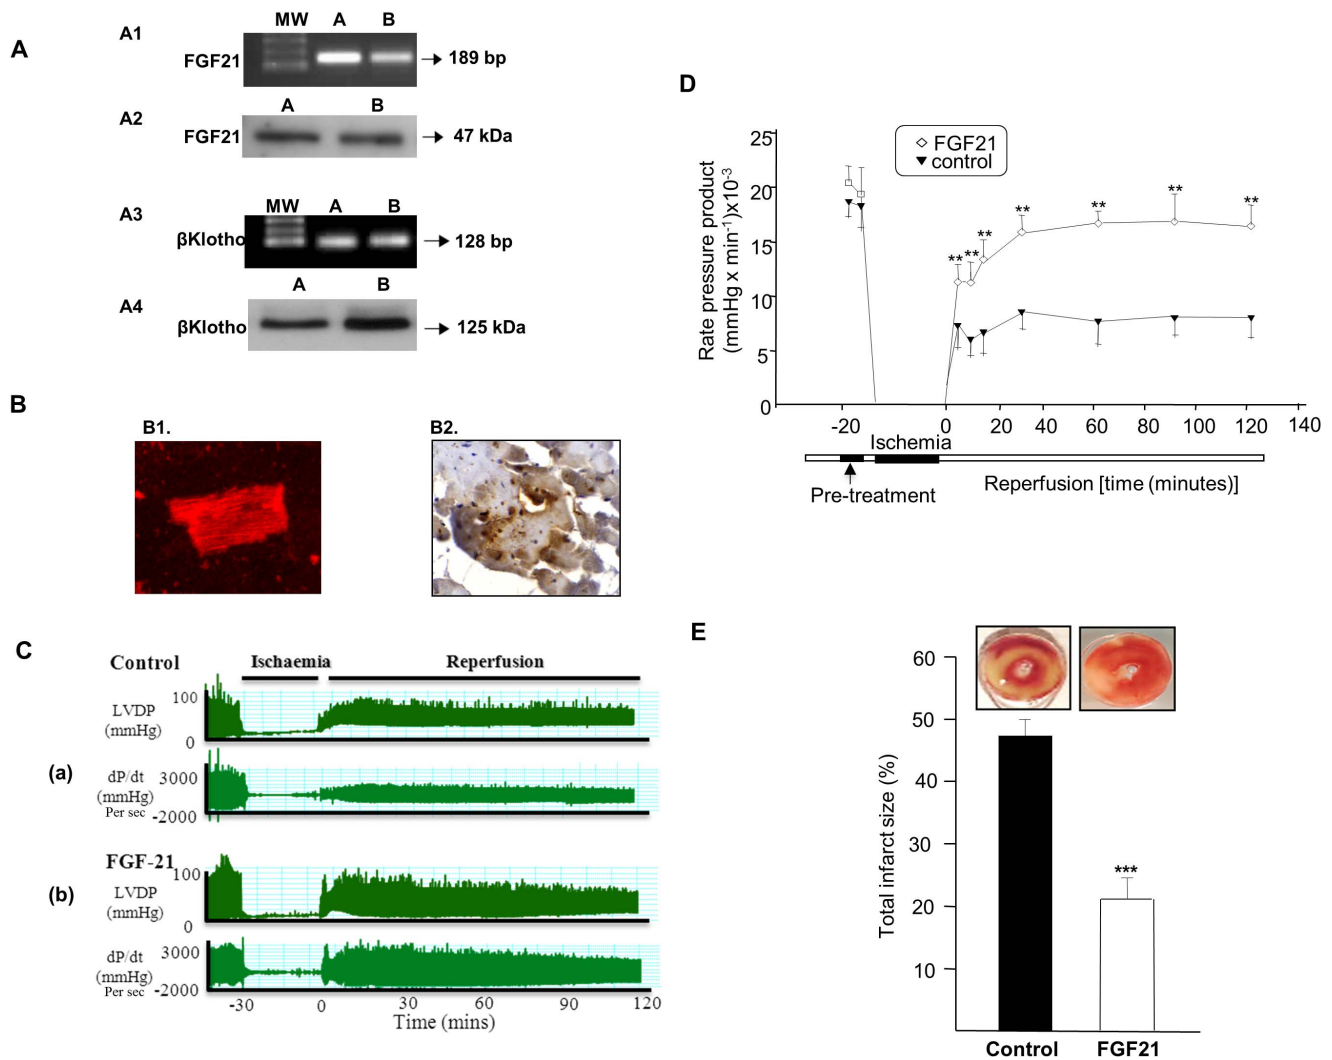 A
A1
MW A B
FGF21
189 bp
A2
A B
FGF21
47 kDa
A3
MW A B
βKlotho
128 bp
A4
A B
βKlotho
125 kDa
B
B1.
B2.
C
Control
Ischaemia
Reperfusion
(a)
LVDP
(mmHg)
100
0
dP/dt
(mmHg)
Per sec
3000
-2000
FGF-21
(b)
LVDP
(mmHg)
100
0
dP/dt
(mmHg)
Per sec
3000
-2000
-30 0 30 60 90 120
Time (mins)
D
FGF21
control
Rate pressure product
(mmHg x min-1)x10-3
25
20
15
10
5
0
** ** ** ** ** ** **
-20 0 20 40 60 80 100 120 140
Ischemia
Pre-treatment
Reperfusion [time (minutes)]
E
Total infarct size (%)
60
50
40
30
20
10
***
Control FGF21